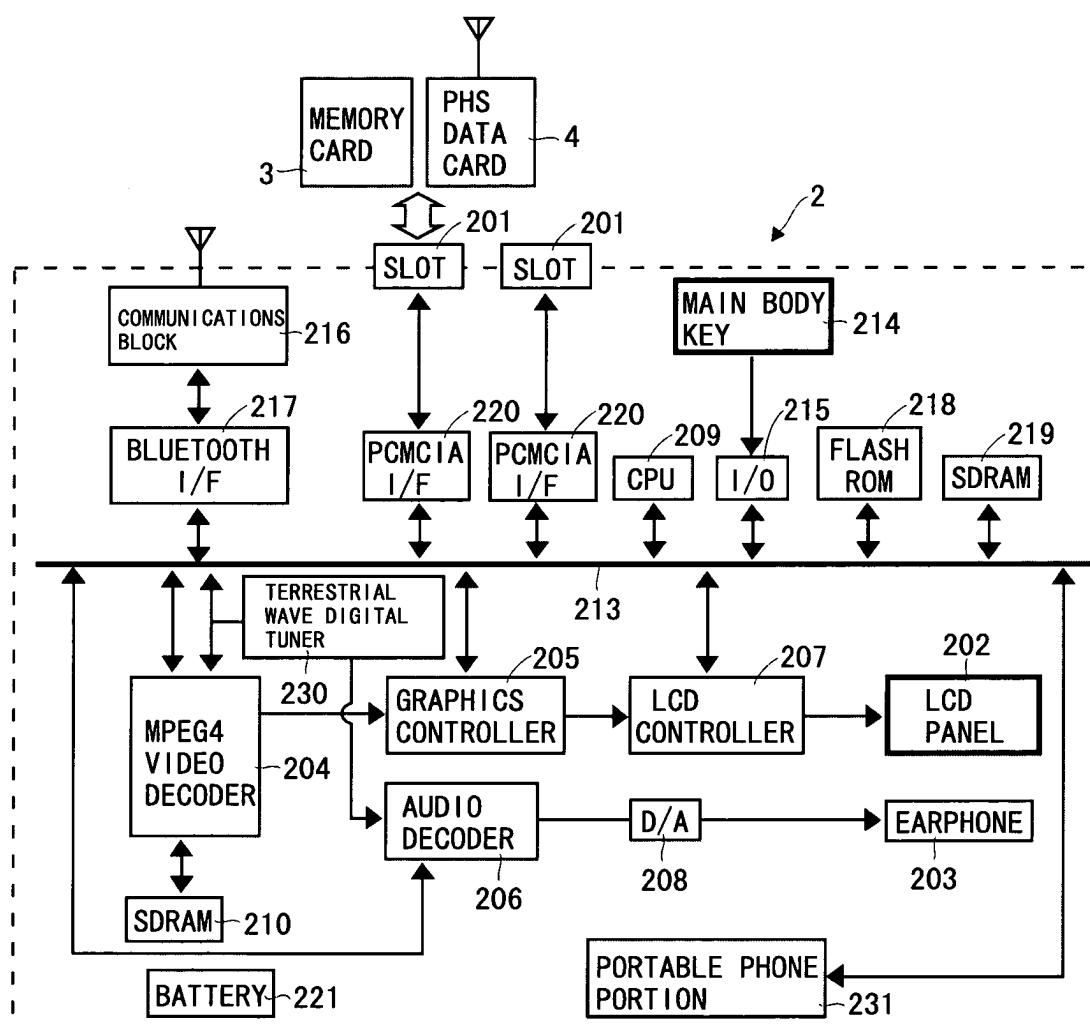 MEMORY
CARD
3
PHS
DATA
CARD
4
2
201
201
SLOT
SLOT
COMMUNICATIONS
BLOCK
216
MAIN BODY
KEY
214
217
BLUETOOTH
I/F
220
PCMCIA
I/F
220
PCMCIA
I/F
209
CPU
215
I/O
218
FLASH
ROM
219
SDRAM
213
TERRESTRIAL
WAVE DIGITAL
TUNER
230
MPEG4
VIDEO
DECODER
204
205
GRAPHICS
CONTROLLER
207
LCD
CONTROLLER
202
LCD
PANEL
AUDIO
DECODER
206
D/A
208
EARPHONE
203
SDRAM
210
BATTERY
221
PORTABLE PHONE
PORTION
231